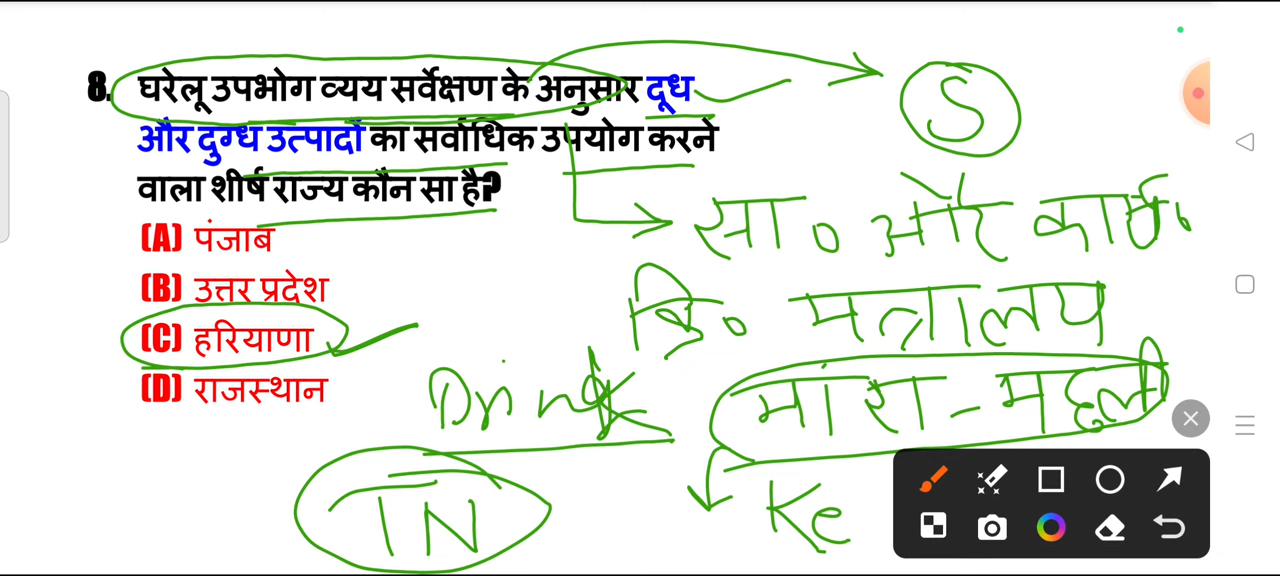 8. घरेलू उपभोग व्यय सर्वेक्षण के अनुसार दूध
और दुग्ध उत्पादों का सर्वाधिक उपयोग करने
वाला शीर्ष राज्य कौन सा है?
(A) पंजाब
(B) उत्तर प्रदेश
(C) हरियाणा
(D) राजस्थान
S
सा० और कार्य०
क्रि० मंत्रालय
Drink
मांस - मछली
TN
Ke